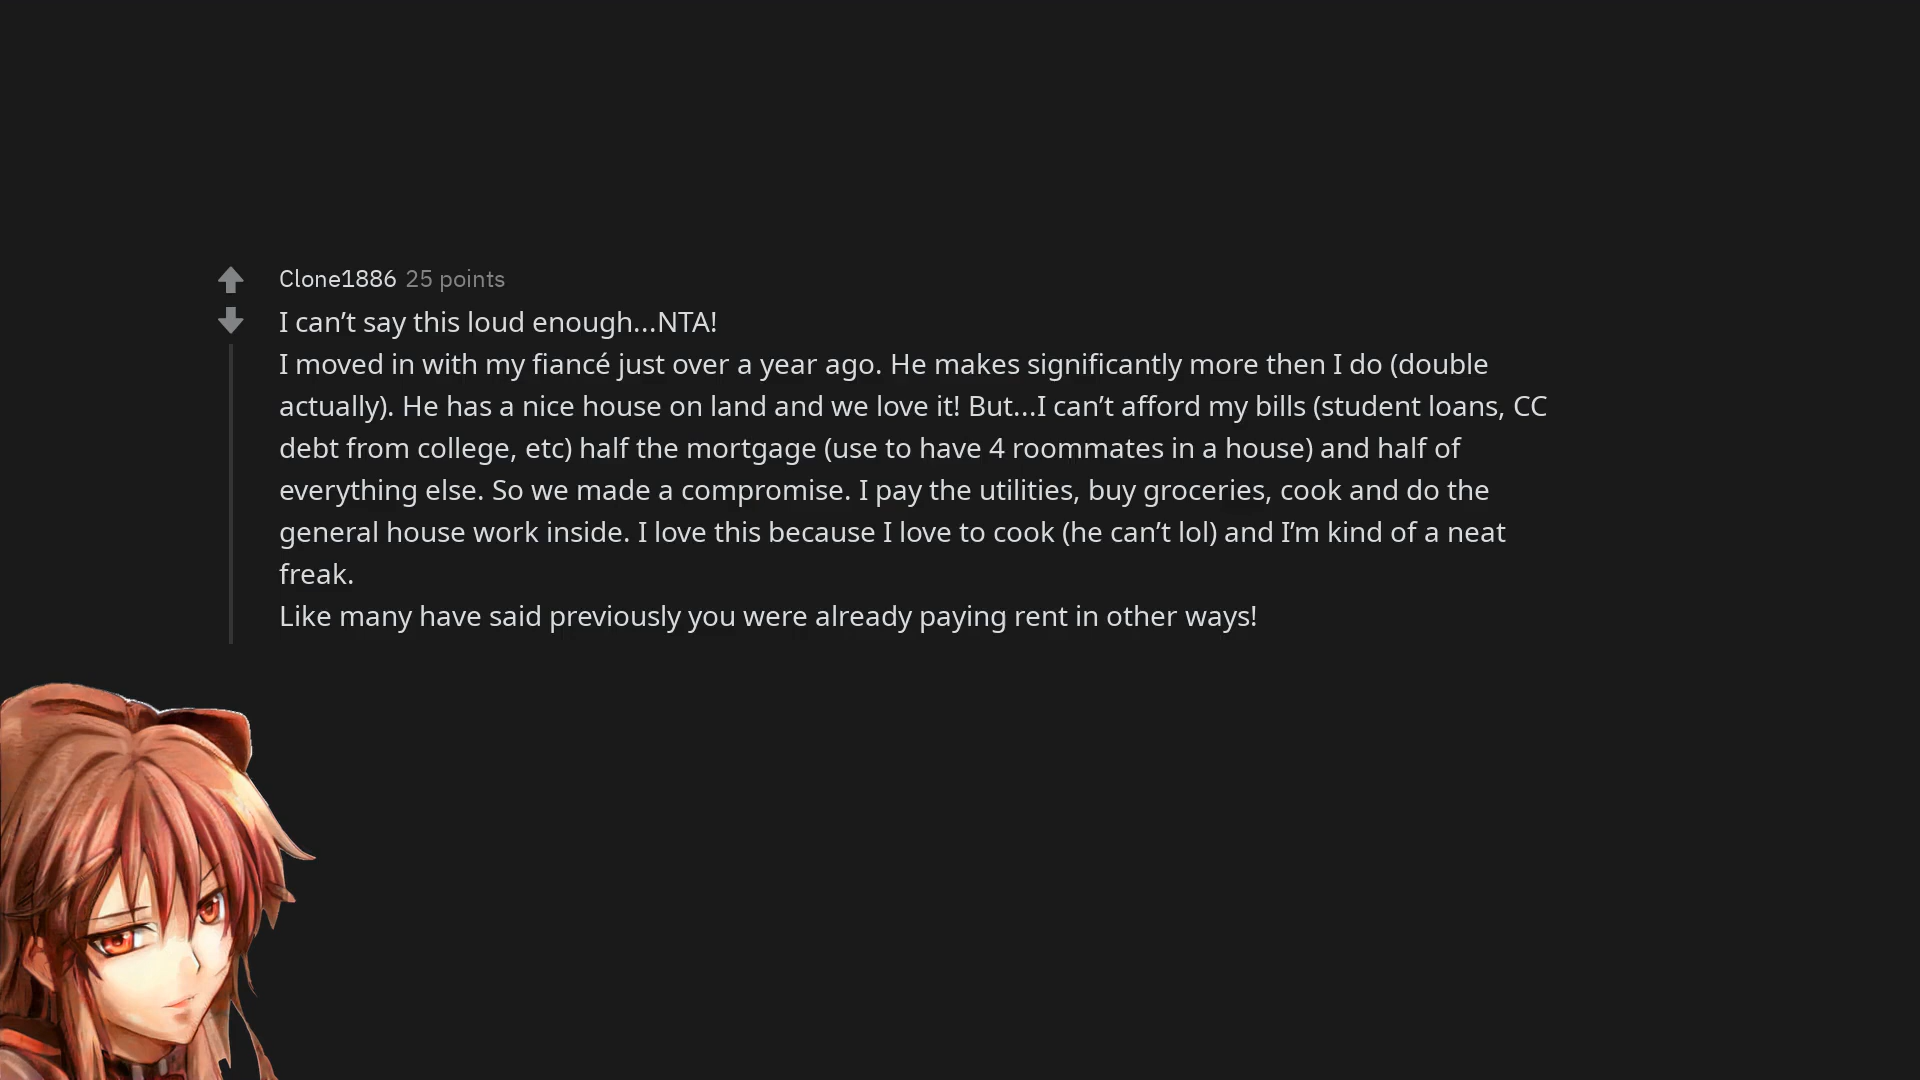 Clone1886 25 points
I can’t say this loud enough...NTA!
I moved in with my fiancé just over a year ago. He makes significantly more then I do (double
actually). He has a nice house on land and we love it! But...I can’t afford my bills (student loans, CC
debt from college, etc) half the mortgage (use to have 4 roommates in a house) and half of
everything else. So we made a compromise. I pay the utilities, buy groceries, cook and do the
general house work inside. I love this because I love to cook (he can’t lol) and I’m kind of a neat
freak.
Like many have said previously you were already paying rent in other ways!